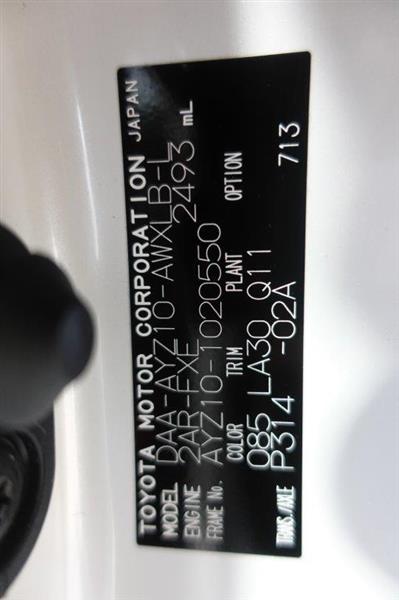 TOYOTA MOTOR CORPORATION JAPAN
MODEL DAA-AYZ10-AWXLB-L
ENGINE 2AR-FXE 2493 mL
FRAME No. AYZ10-1020550
COLOR TRIM PLANT OPTION
085 LA30 Q11
TRANS./AXLE P314 -02A 713